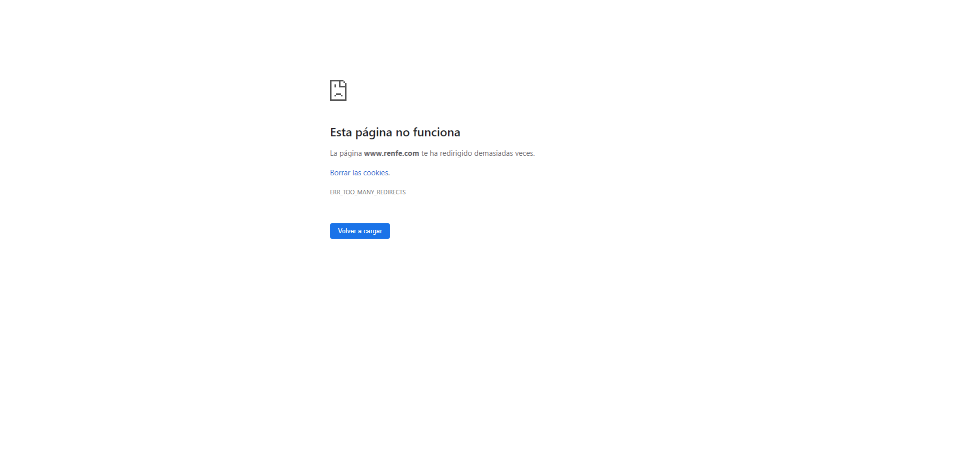 Esta página no funciona
La página www.renfe.com te ha redirigido demasiadas veces.
Borrar las cookies.
ERR_TOO_MANY_REDIRECTS
Volver a cargar